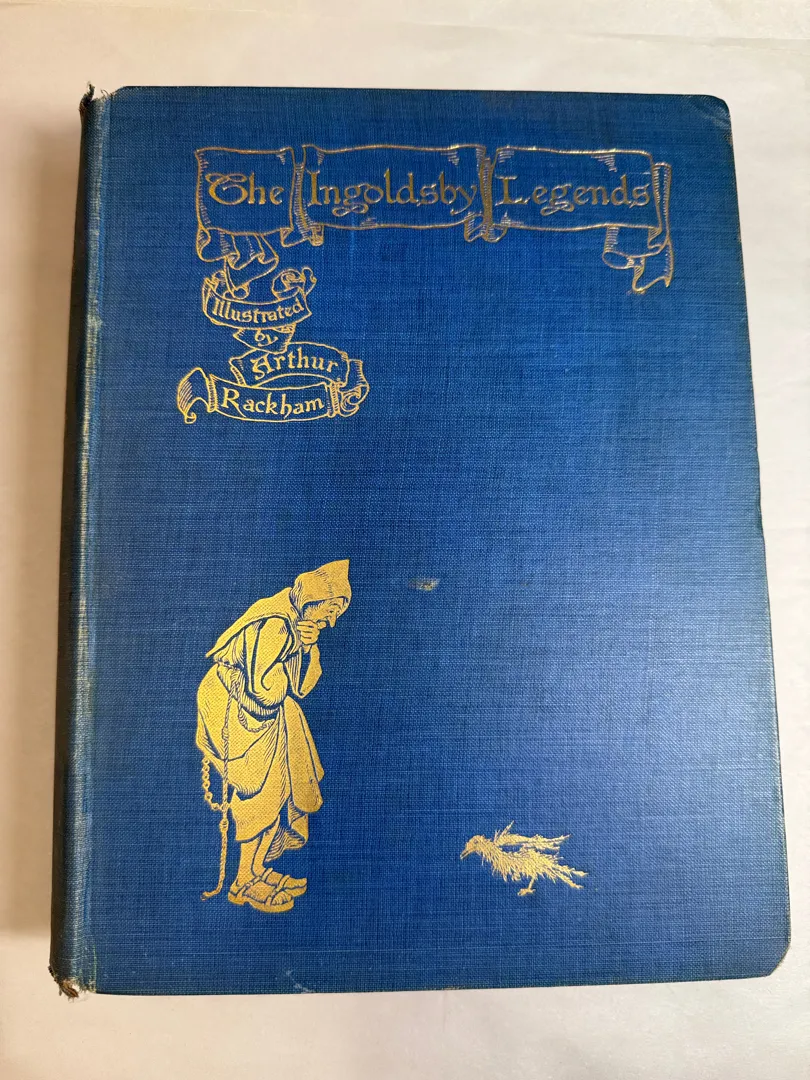 The Ingoldsby Legends
Illustrated
by
Arthur
Rackham